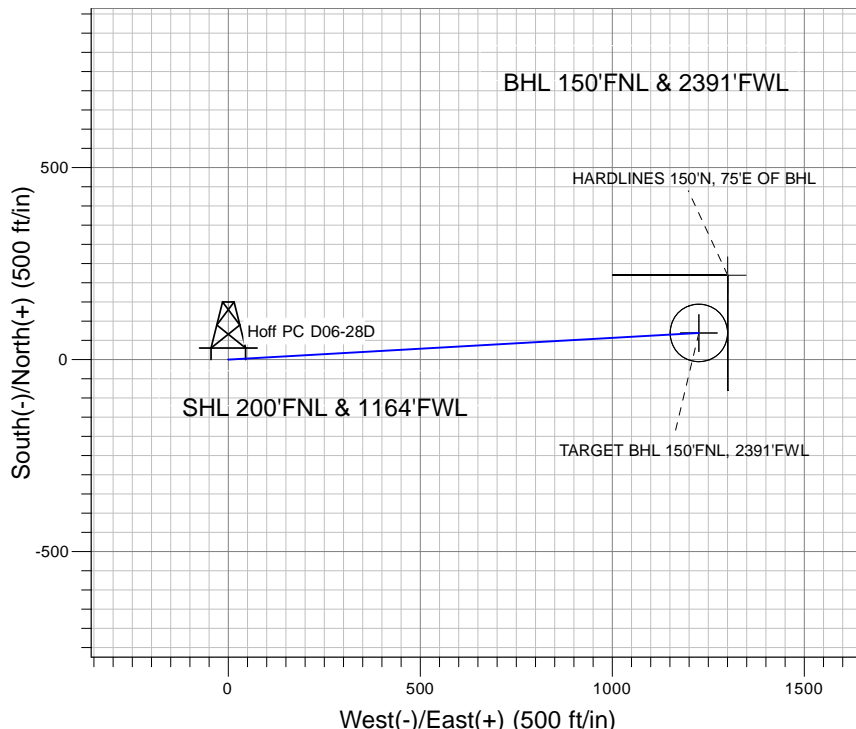 BHL 150'FNL & 2391'FWL
HARDLINES 150'N, 75'E OF BHL
Hoff PC D06-28D
SHL 200'FNL & 1164'FWL
TARGET BHL 150'FNL, 2391'FWL
South(-)/North(+) (500 ft/in)
500
0
-500
0
500
1000
1500
West(-)/East(+) (500 ft/in)